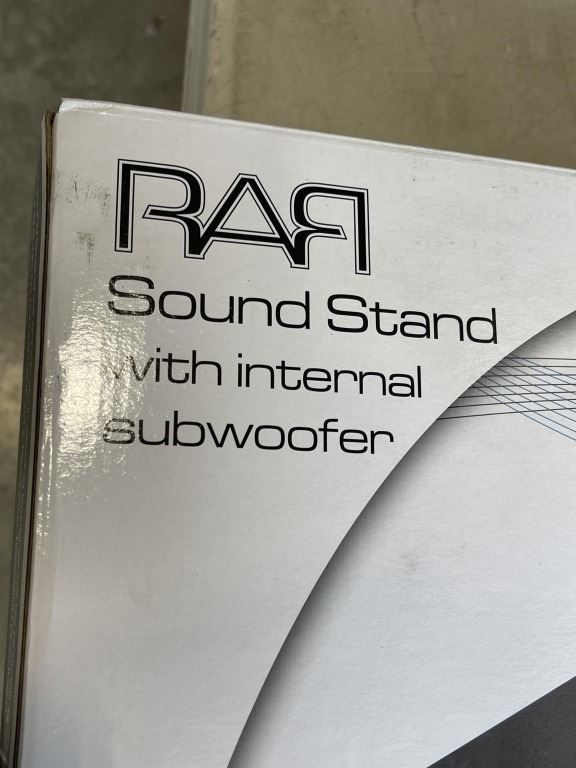 RAR
Sound Stand
with internal
subwoofer